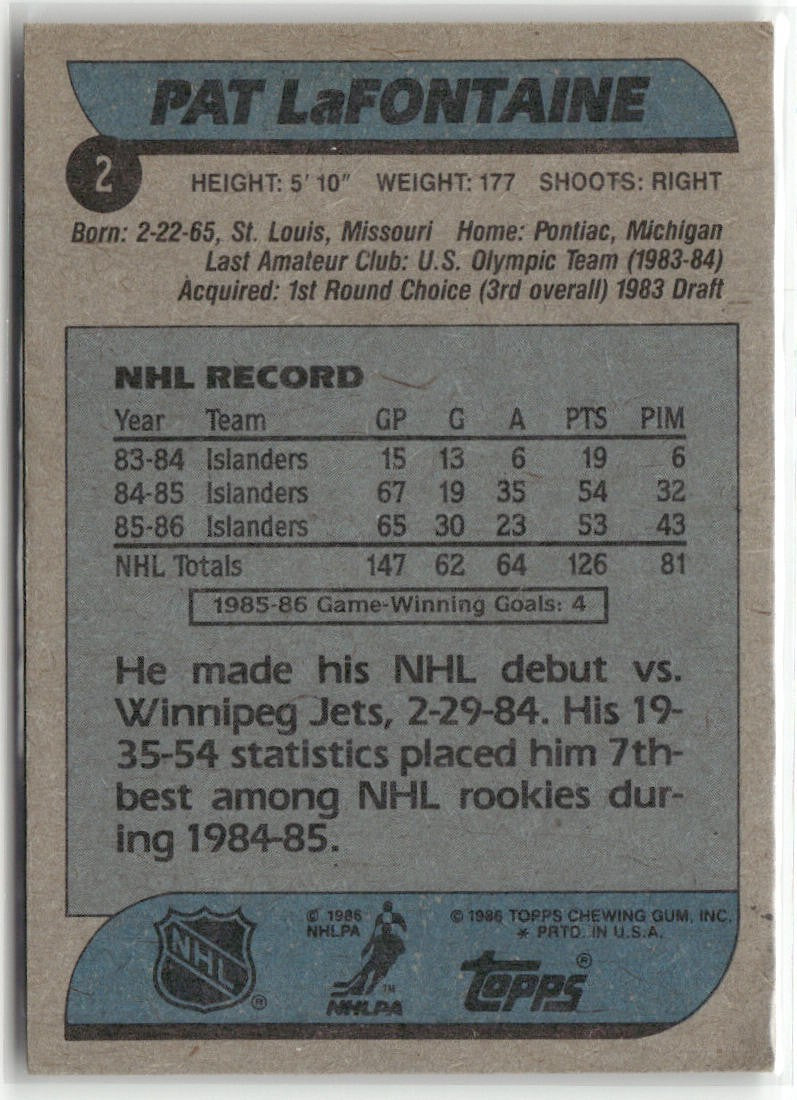 PAT LaFONTAINE
2
HEIGHT: 5' 10" WEIGHT: 177 SHOOTS: RIGHT
Born: 2-22-65, St. Louis, Missouri Home: Pontiac, Michigan
Last Amateur Club: U.S. Olympic Team (1983-84)
Acquired: 1st Round Choice (3rd overall) 1983 Draft
NHL RECORD
Year Team GP G A PTS PIM
83-84 Islanders 15 13 6 19 6
84-85 Islanders 67 19 35 54 32
85-86 Islanders 65 30 23 53 43
NHL Totals 147 62 64 126 81
1985-86 Game-Winning Goals: 4
He made his NHL debut vs.
Winnipeg Jets, 2-29-84. His 19-
35-54 statistics placed him 7th-
best among NHL rookies dur-
ing 1984-85.
NHL ®
© 1986
NHLPA
™
NHLPA
© 1986 TOPPS CHEWING GUM, INC.
* PRTD. IN U.S.A.
topps ®